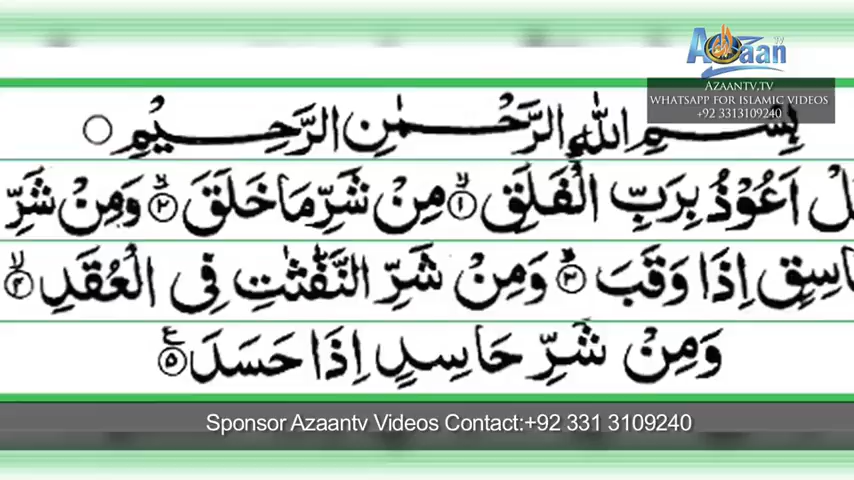 Azaan TV
AZAANTV.TV
WHATSAPP FOR ISLAMIC VIDEOS
+92 3313109240
بِسْمِ اللّٰهِ الرَّحْمٰنِ الرَّحِيْمِ
اَعُوْذُ بِرَبِّ الْفَلَقِ ۙ﴿۱﴾ مِنْ شَرِّ مَا خَلَقَ ۙ﴿۲﴾ وَمِنْ شَرِّ
اِذَا وَقَبَ ۙ﴿۳﴾ وَمِنْ شَرِّ النَّفّٰثٰتِ فِى الْعُقَدِ ۙ﴿۴﴾
وَمِنْ شَرِّ حَاسِدٍ اِذَا حَسَدَ ﴿۵﴾ ع
Sponsor Azaantv Videos Contact:+92 331 3109240